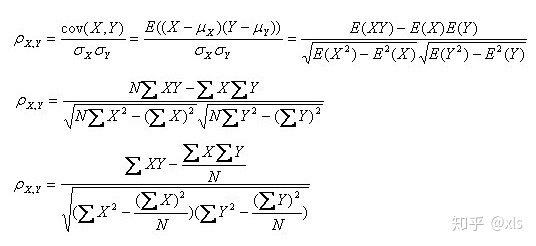 ρX,Y = cov(X,Y) / σXσY = E((X − μX)(Y − μY)) / σXσY = E(XY) − E(X)E(Y) / √E(X²) − E²(X) √E(Y²) − E²(Y)
ρX,Y = N∑XY − ∑X∑Y / √N∑X² − (∑X)² √N∑Y² − (∑Y)²
ρX,Y = ∑XY − ∑X∑Y / N / √(∑X² − (∑X)² / N)(∑Y² − (∑Y)² / N)
知乎 @xls